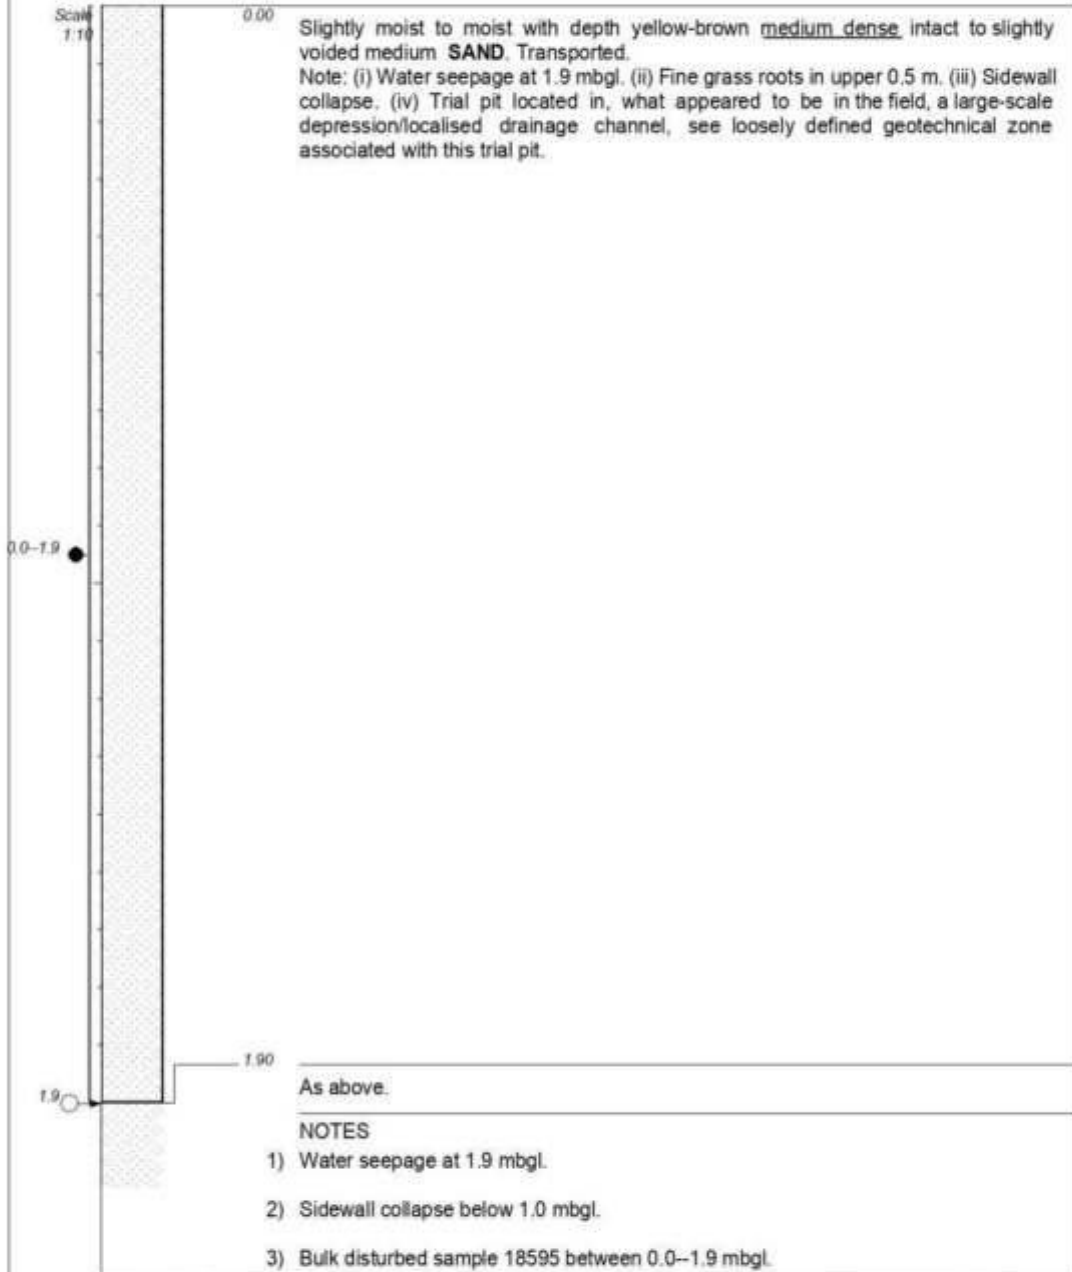 Scale
1:10
0.00
Slightly moist to moist with depth yellow-brown medium dense intact to slightly
voided medium SAND. Transported.
Note: (i) Water seepage at 1.9 mbgl. (ii) Fine grass roots in upper 0.5 m. (iii) Sidewall
collapse. (iv) Trial pit located in, what appeared to be in the field, a large-scale
depression/localised drainage channel, see loosely defined geotechnical zone
associated with this trial pit.
0.0--1.9
1.90
As above.
1.9
NOTES
1) Water seepage at 1.9 mbgl.
2) Sidewall collapse below 1.0 mbgl.
3) Bulk disturbed sample 18595 between 0.0--1.9 mbgl.